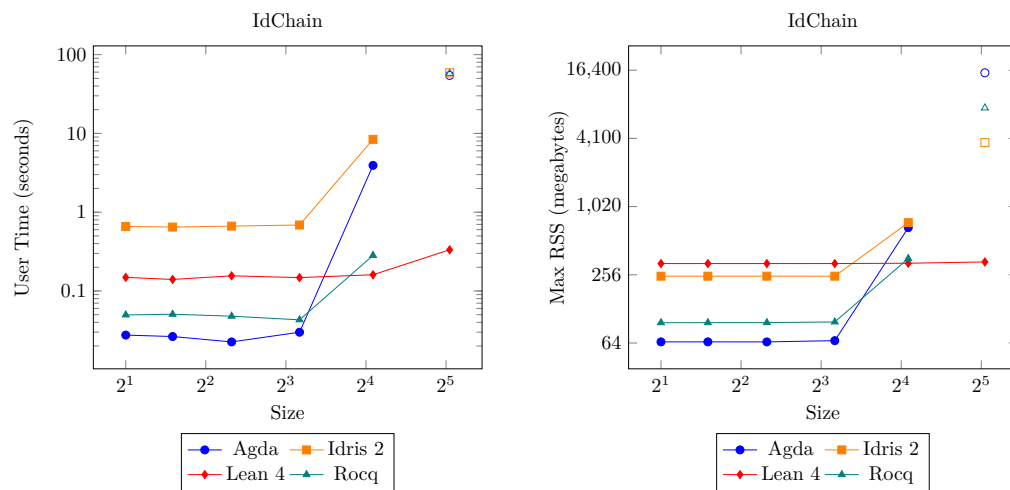 IdChain
100
10
1
0.1
User Time (seconds)
2^1 2^2 2^3 2^4 2^5
Size
Agda Idris 2
Lean 4 Rocq
IdChain
16,400
4,100
1,020
256
64
Max RSS (megabytes)
2^1 2^2 2^3 2^4 2^5
Size
Agda Idris 2
Lean 4 Rocq